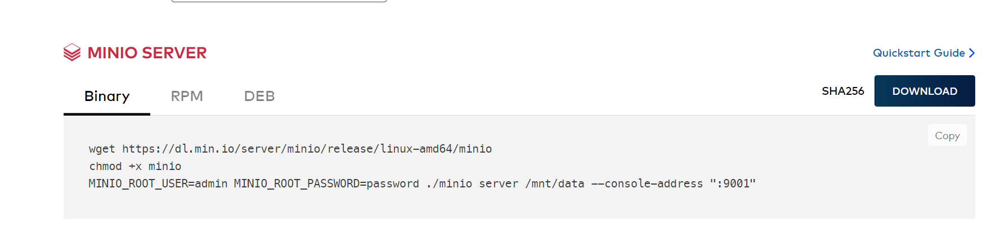 MINIO SERVER
Quickstart Guide
Binary
RPM
DEB
SHA256
DOWNLOAD
Copy
wget https://dl.min.io/server/minio/release/linux-amd64/minio
chmod +x minio
MINIO_ROOT_USER=admin MINIO_ROOT_PASSWORD=password ./minio server /mnt/data --console-address ":9001"